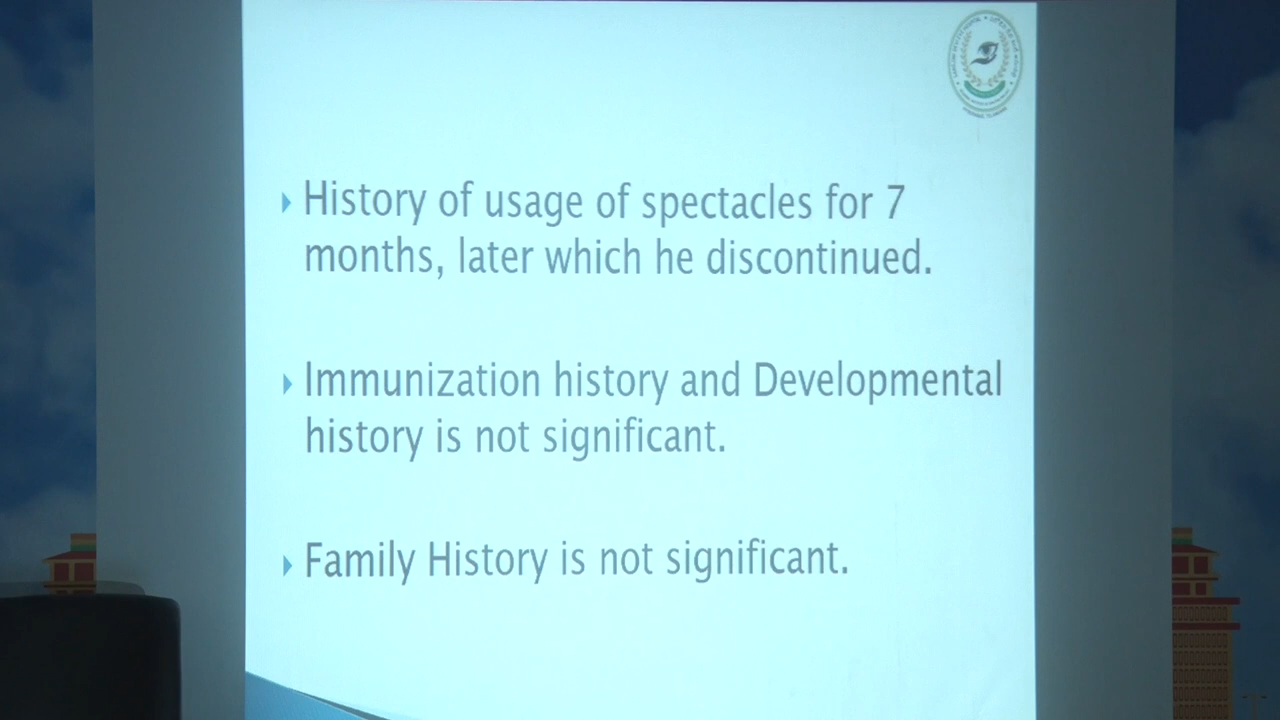 History of usage of spectacles for 7
months, later which he discontinued.
Immunization history and Developmental
history is not significant.
Family History is not significant.